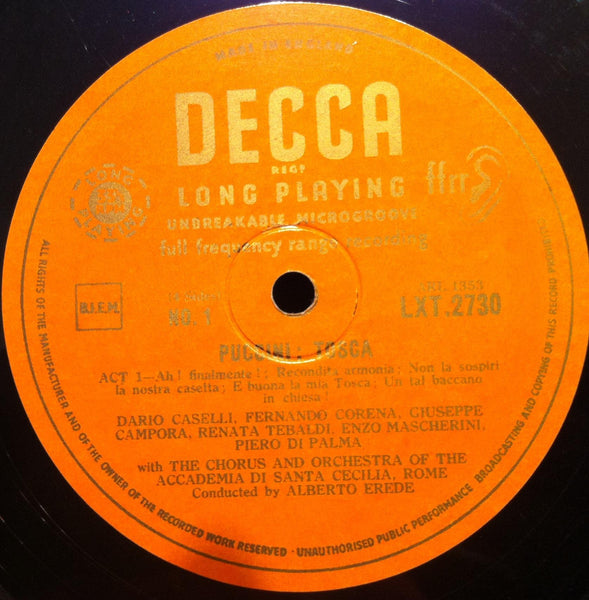 MADE IN ENGLAND
DECCA
REGD
LONG PLAYING
ffrr
UNBREAKABLE MICROGROOVE
full frequency range recording
B.I.E.M.
NO. 1
LXT.2730
PUCCINI: TOSCA
ACT 1—Ah! finalmente!; Recondita armonia; Non la sospiri
la nostra casetta; E buona la mia Tosca; Un tal baccano
in chiesa!
DARIO CASELLI, FERNANDO CORENA, GIUSEPPE
CAMPORA, RENATA TEBALDI, ENZO MASCHERINI,
PIERO DI PALMA
with THE CHORUS AND ORCHESTRA OF THE
ACCADEMIA DI SANTA CECILIA, ROME
Conducted by ALBERTO EREDE
ALL RIGHTS OF THE MANUFACTURER AND OF THE OWNER OF THE RECORDED WORK RESERVED · UNAUTHORISED PUBLIC PERFORMANCE BROADCASTING AND COPYING OF THIS RECORD PROHIBITED